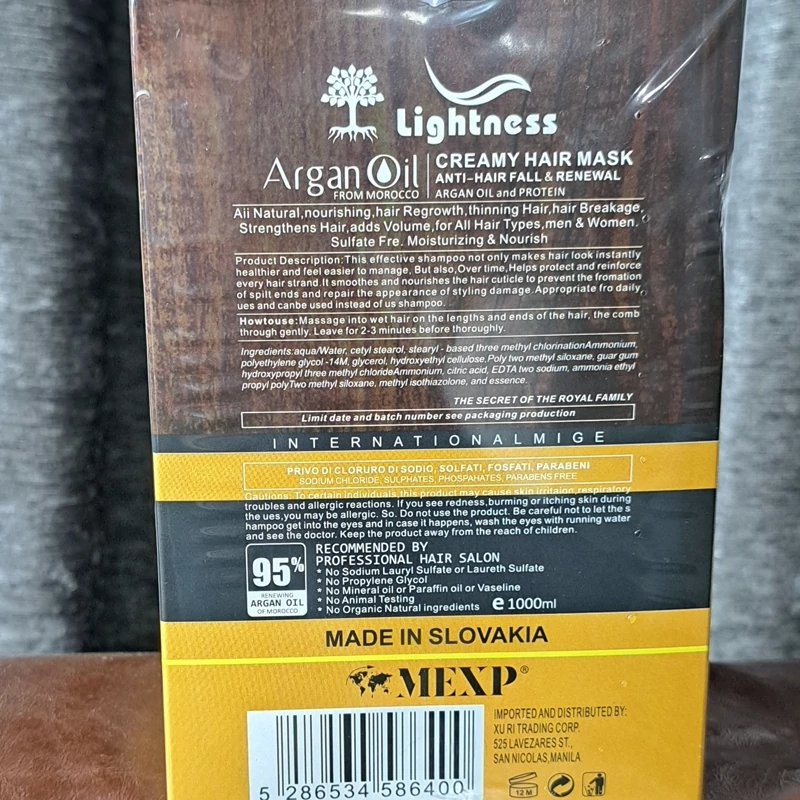 Lightness
Argan Oil
FROM MOROCCO
CREAMY HAIR MASK
ANTI-HAIR FALL & RENEWAL
ARGAN OIL and PROTEIN
Aii Natural,nourishing,hair Regrowth,thinning Hair,hair Breakage,
Strengthens Hair,adds Volume,for All Hair Types,men & Women.
Sulfate Fre. Moisturizing & Nourish
Product Description:This effective shampoo not only makes hair look instantly
healthier and feel easier to manage, But also,Over time,Helps protect and reinforce
every hair strand.It smoothes and nourishes the hair cuticle to prevent the fromation
of spilt ends and repair the appearance of styling damage.Appropriate fro daily,
ues and canbe used instead of us shampoo.
Howtouse:Massage into wet hair on the lengths and ends of the hair, the comb
through gently. Leave for 2-3 minutes before thoroughly.
Ingredients:aqua/Water, cetyl stearol, stearyl - based three methyl chlorinationAmmonium,
polyethylene glycol -14M, glycerol, hydroxyethyl cellulose,Poly two methyl siloxane, guar gum
hydroxypropyl three methyl chlorideAmmonium, citric acid, EDTA two sodium, ammonia ethyl
propyl polyTwo methyl siloxane, methyl isothiazolone, and essence.
THE SECRET OF THE ROYAL FAMILY
Limit date and batch number see packaging production
INTERNATIONALMIGE
PRIVO DI CLORURO DI SODIO, SOLFATI, FOSFATI, PARABENI
SODIUM CHLORIDE, SULPHATES, PHOSPAHATES, PARABENS FREE
Cautions: To certain individuals,this product may cause skin irritaion,respiratory
troubles and allergic reactions. If you see redness,burming or itching skin during
the ues,you may be allergic. So. Do not use the product. Be careful not to let the s
hampoo get into the eyes and in case it happens, wash the eyes with running water
and see the doctor. Keep the product away from the reach of children.
95%
RENEWING
ARGAN OIL
OF MOROCCO
RECOMMENDED BY
PROFESSIONAL HAIR SALON
* No Sodium Lauryl Sulfate or Laureth Sulfate
* No Propylene Glycol
* No Mineral oil or Paraffin oil or Vaseline
* No Animal Testing
* No Organic Natural ingredients
e 1000ml
MADE IN SLOVAKIA
MEXP®
IMPORTED AND DISTRIBUTED BY:
XU RI TRADING CORP.
525 LAVEZARES ST.,
SAN NICOLAS,MANILA
12 M
5 286534 586400